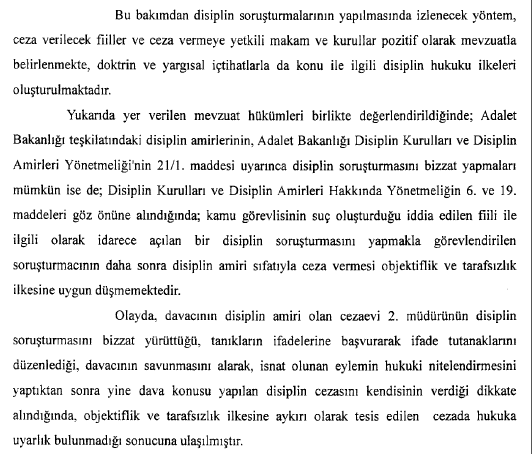 Bu bakımdan disiplin soruşturmalarının yapılmasında izlenecek yöntem,
ceza verilecek fiiller ve ceza vermeye yetkili makam ve kurullar pozitif olarak mevzuatla
belirlenmekte, doktrin ve yargısal içtihatlarla da konu ile ilgili disiplin hukuku ilkeleri
oluşturulmaktadır.
Yukarıda yer verilen mevzuat hükümleri birlikte değerlendirildiğinde; Adalet
Bakanlığı teşkilatındaki disiplin amirlerinin, Adalet Bakanlığı Disiplin Kurulları ve Disiplin
Amirleri Yönetmeliği'nin 21/1. maddesi uyarınca disiplin soruşturmasını bizzat yapmaları
mümkün ise de; Disiplin Kurulları ve Disiplin Amirleri Hakkında Yönetmeliğin 6. ve 19.
maddeleri göz önüne alındığında; kamu görevlisinin suç oluşturduğu iddia edilen fiili ile
ilgili olarak idarece açılan bir disiplin soruşturmasını yapmakla görevlendirilen
soruşturmacının daha sonra disiplin amiri sıfatıyla ceza vermesi objektiflik ve tarafsızlık
ilkesine uygun düşmemektedir.
Olayda, davacının disiplin amiri olan cezaevi 2. müdürünün disiplin
soruşturmasını bizzat yürüttüğü, tanıkların ifadelerine başvurarak ifade tutanaklarını
düzenlediği, davacının savunmasını alarak, isnat olunan eylemin hukuki nitelendirmesini
yaptıktan sonra yine dava konusu yapılan disiplin cezasını kendisinin verdiği dikkate
alındığında, objektiflik ve tarafsızlık ilkesine aykırı olarak tesis edilen cezada hukuka
uyarlık bulunmadığı sonucuna ulaşılmıştır.